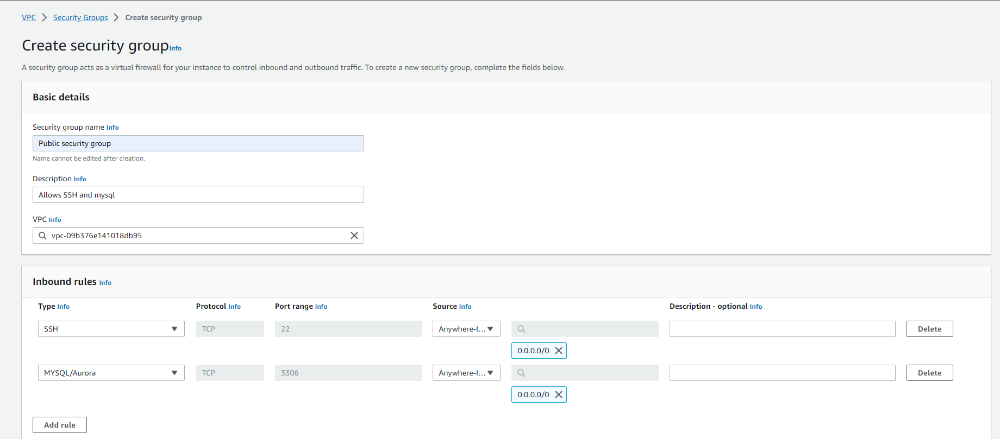 VPC > Security Groups > Create security group
Create security group Info
A security group acts as a virtual firewall for your instance to control inbound and outbound traffic. To create a new security group, complete the fields below.
Basic details
Security group name Info
Public security group
Name cannot be edited after creation.
Description Info
Allows SSH and mysql
VPC Info
vpc-09b376e141018db95
Inbound rules Info
Type Info Protocol Info Port range Info Source Info Description - optional Info
SSH TCP 22 Anywhere-I... Delete
0.0.0.0/0
MYSQL/Aurora TCP 3306 Anywhere-I... Delete
0.0.0.0/0
Add rule